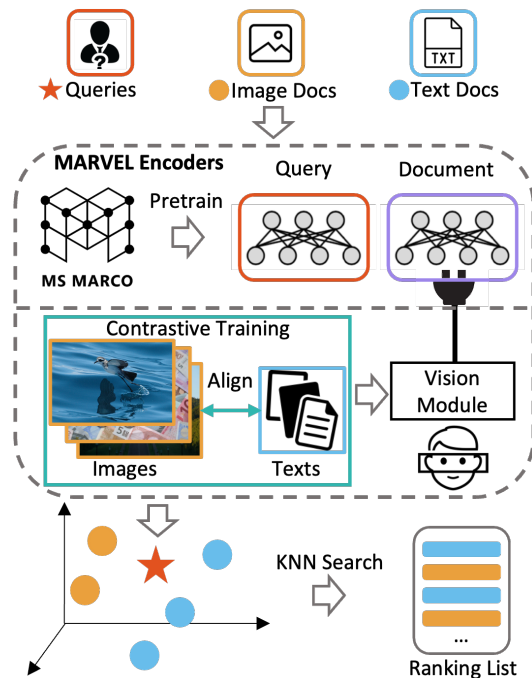 ?
TXT
Queries
Image Docs
Text Docs
MARVEL Encoders
Query
Document
Pretrain
MS MARCO
Contrastive Training
Align
Images
Texts
Vision
Module
KNN Search
...
Ranking List